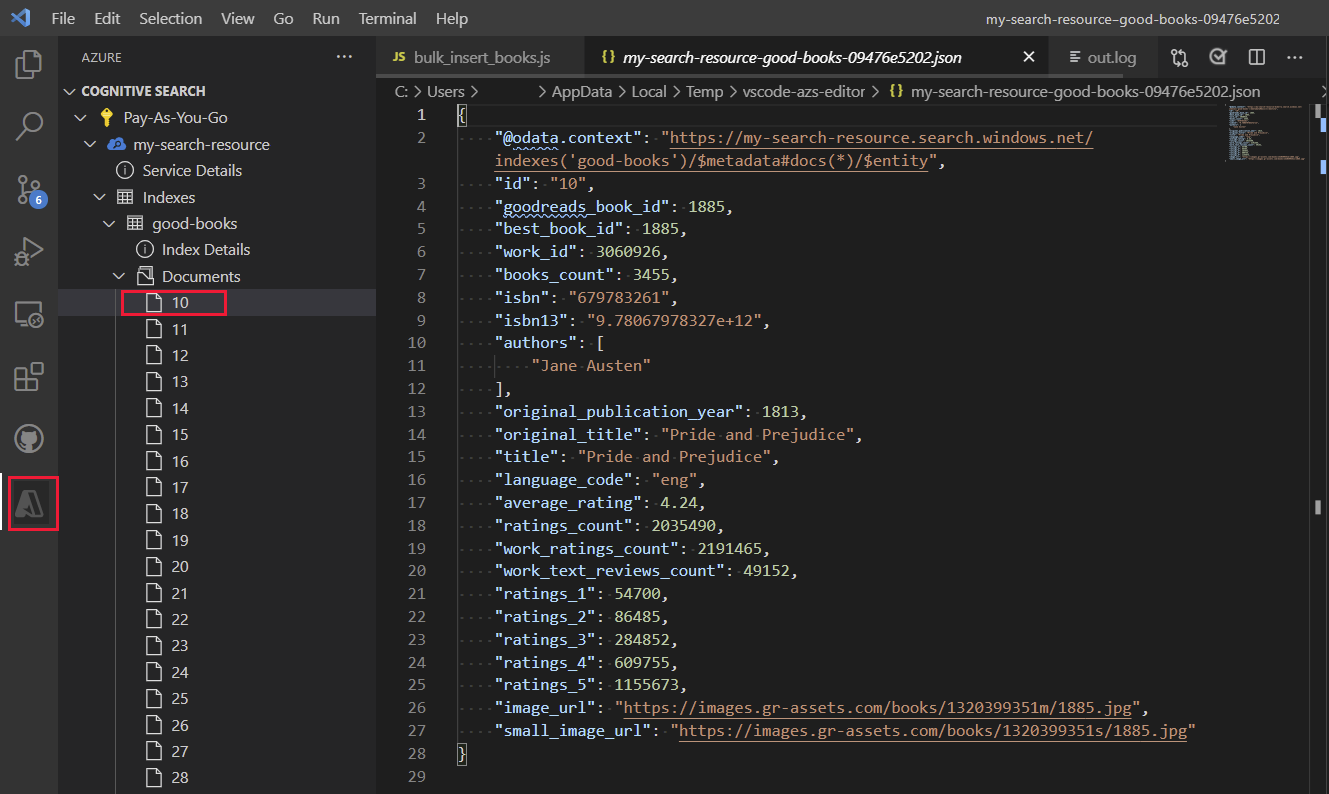 File Edit Selection View Go Run Terminal Help my-search-resource-good-books-09476e5202
AZURE ···
JS bulk_insert_books.js {} my-search-resource-good-books-09476e5202.json × out.log ···
COGNITIVE SEARCH
C: > Users > > AppData > Local > Temp > vscode-azs-editor > {} my-search-resource-good-books-09476e5202.json
Pay-As-You-Go
my-search-resource
Service Details
Indexes
6
good-books
Index Details
Documents
10
11
12
13
14
15
16
17
18
19
20
21
22
23
24
25
26
27
28
1 {
2 "@odata.context": "https://my-search-resource.search.windows.net/
indexes('good-books')/$metadata#docs(*)/$entity",
3 "id": "10",
4 "goodreads_book_id": 1885,
5 "best_book_id": 1885,
6 "work_id": 3060926,
7 "books_count": 3455,
8 "isbn": "679783261",
9 "isbn13": "9.78067978327e+12",
10 "authors": [
11 "Jane Austen"
12 ],
13 "original_publication_year": 1813,
14 "original_title": "Pride and Prejudice",
15 "title": "Pride and Prejudice",
16 "language_code": "eng",
17 "average_rating": 4.24,
18 "ratings_count": 2035490,
19 "work_ratings_count": 2191465,
20 "work_text_reviews_count": 49152,
21 "ratings_1": 54700,
22 "ratings_2": 86485,
23 "ratings_3": 284852,
24 "ratings_4": 609755,
25 "ratings_5": 1155673,
26 "image_url": "https://images.gr-assets.com/books/1320399351m/1885.jpg",
27 "small_image_url": "https://images.gr-assets.com/books/1320399351s/1885.jpg"
28 }
29